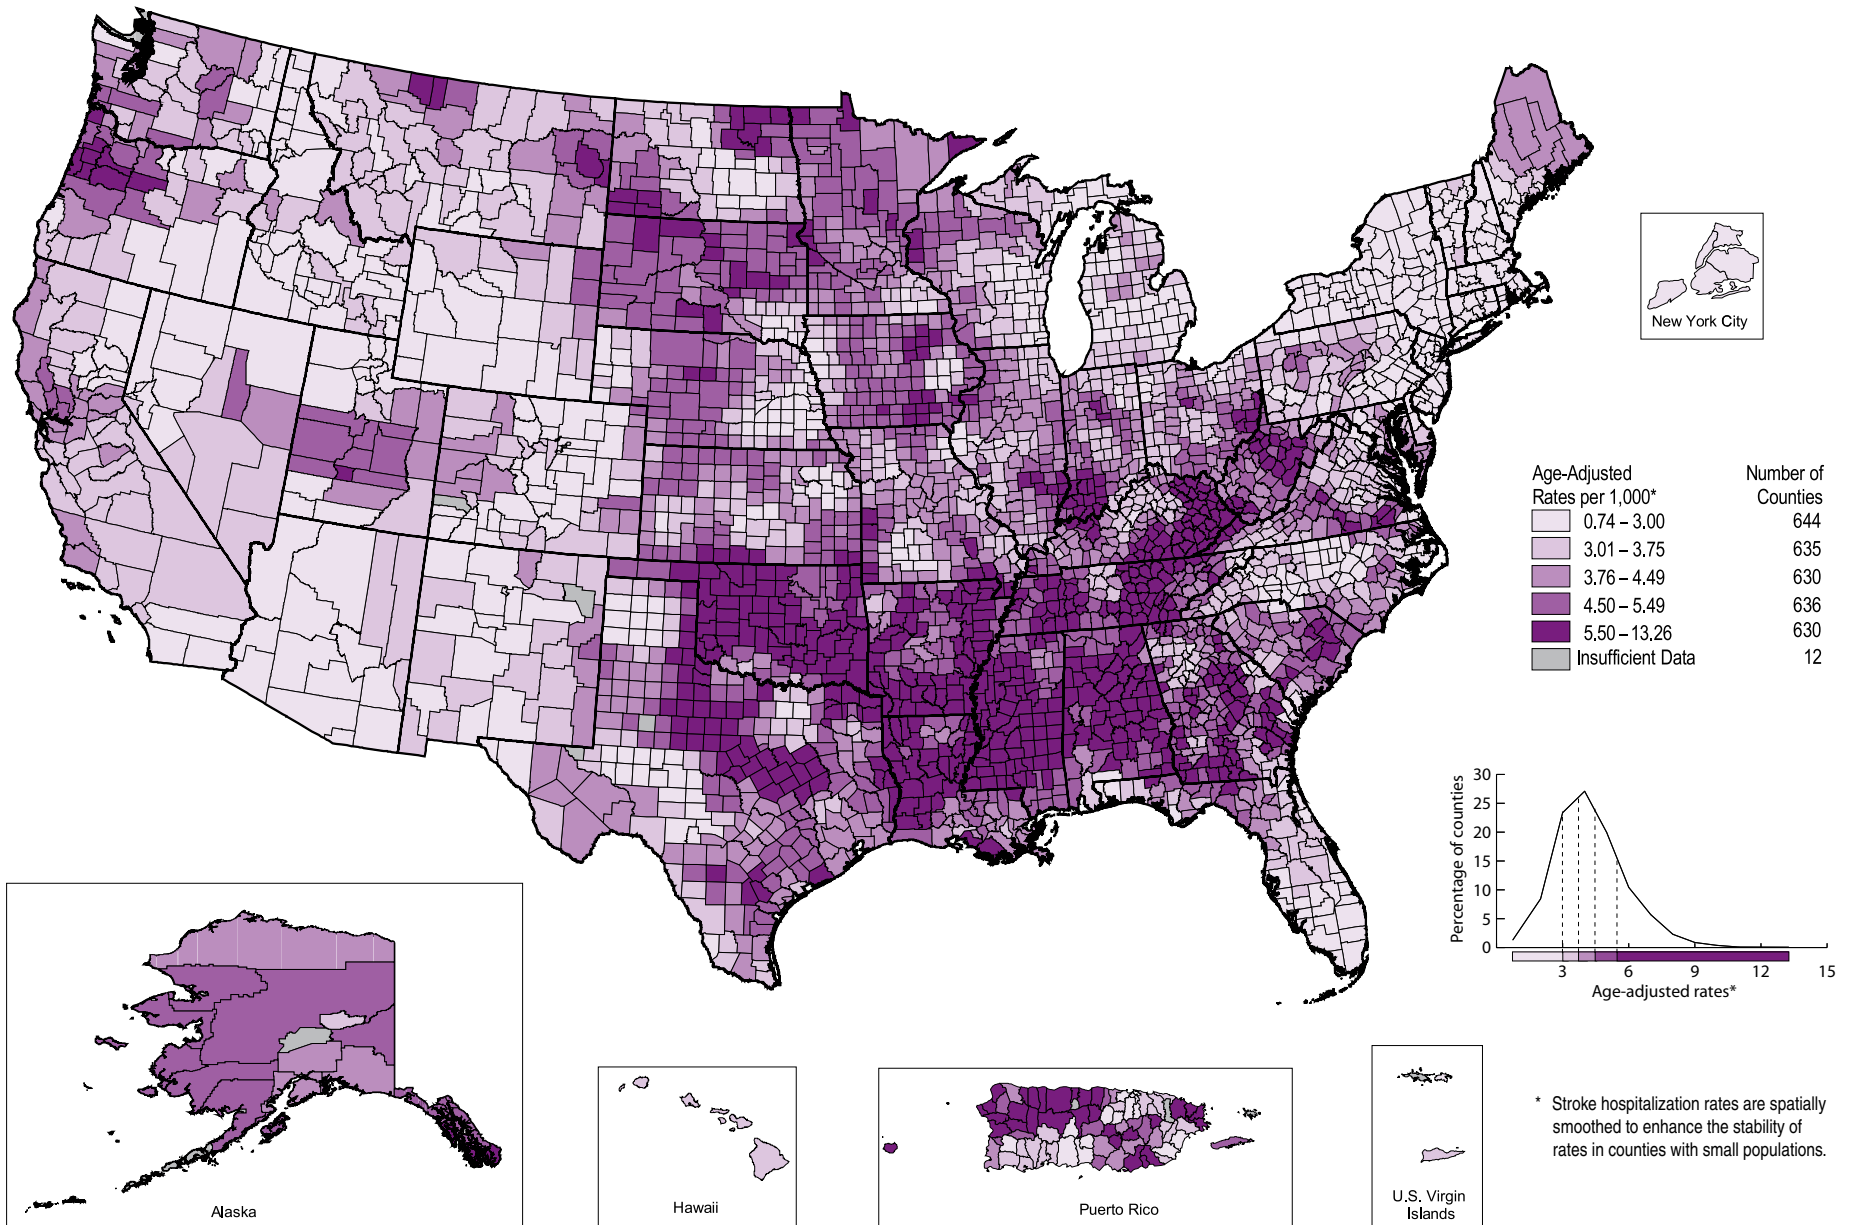 New York City
Age-Adjusted
Rates per 1,000*
Number of
Counties
0.74 – 3.00 644
3.01 – 3.75 635
3.76 – 4.49 630
4.50 – 5.49 636
5.50 – 13.26 630
Insufficient Data 12
Percentage of counties
30
25
20
15
10
5
0
3 6 9 12 15
Age-adjusted rates*
* Stroke hospitalization rates are spatially
smoothed to enhance the stability of
rates in counties with small populations.
Alaska
Hawaii
Puerto Rico
U.S. Virgin
Islands